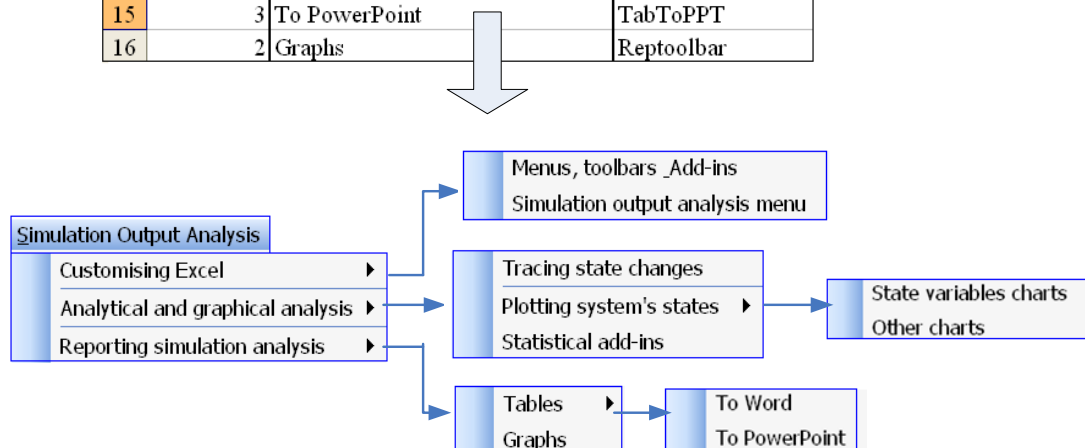 15 3 To PowerPoint TabToPPT
16 2 Graphs Reptoolbar
Menus, toolbars _Add-ins
Simulation output analysis menu
Simulation Output Analysis
Customising Excel
Analytical and graphical analysis
Reporting simulation analysis
Tracing state changes
Plotting system's states
Statistical add-ins
State variables charts
Other charts
Tables
Graphs
To Word
To PowerPoint